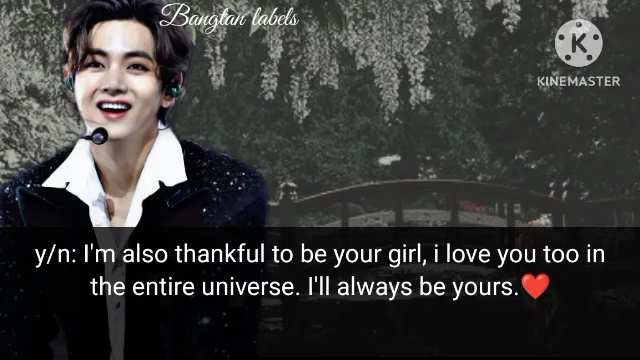 Bangtan labels
KINEMASTER
y/n: I'm also thankful to be your girl, i love you too in
the entire universe. I'll always be yours.❤️